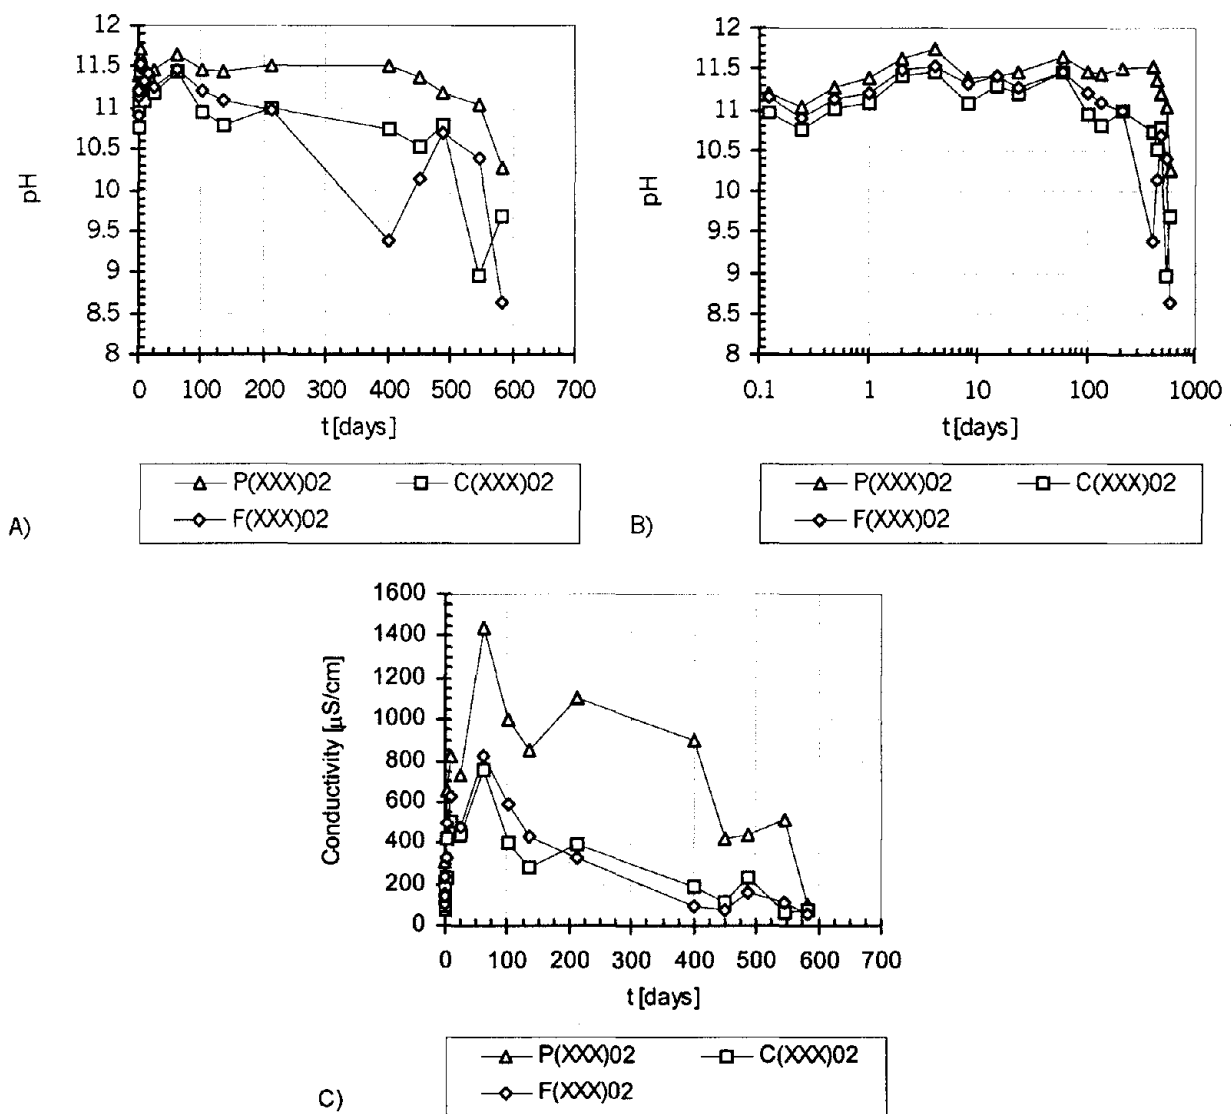 12
11.5
11
10.5
10
9.5
9
8.5
8
pH
0 100 200 300 400 500 600 700
t [days]
P(XXX)02 C(XXX)02
F(XXX)02
A)
12
11.5
11
10.5
10
9.5
9
8.5
8
pH
0.1 1 10 100 1000
t [days]
P(XXX)02 C(XXX)02
F(XXX)02
B)
1600
1400
1200
1000
800
600
400
200
0
Conductivity [µS/cm]
0 100 200 300 400 500 600 700
t [days]
P(XXX)02 C(XXX)02
F(XXX)02
C)